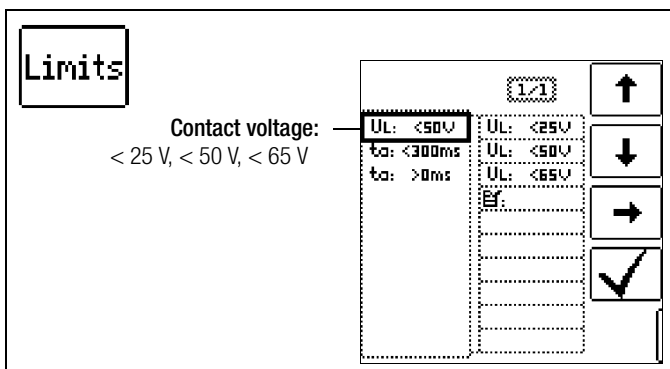 Limits
Contact voltage:
< 25 V, < 50 V, < 65 V
1/1
UL: <50V
ta: <300ms
ta: >0ms
UL: <25V
UL: <50V
UL: <65V